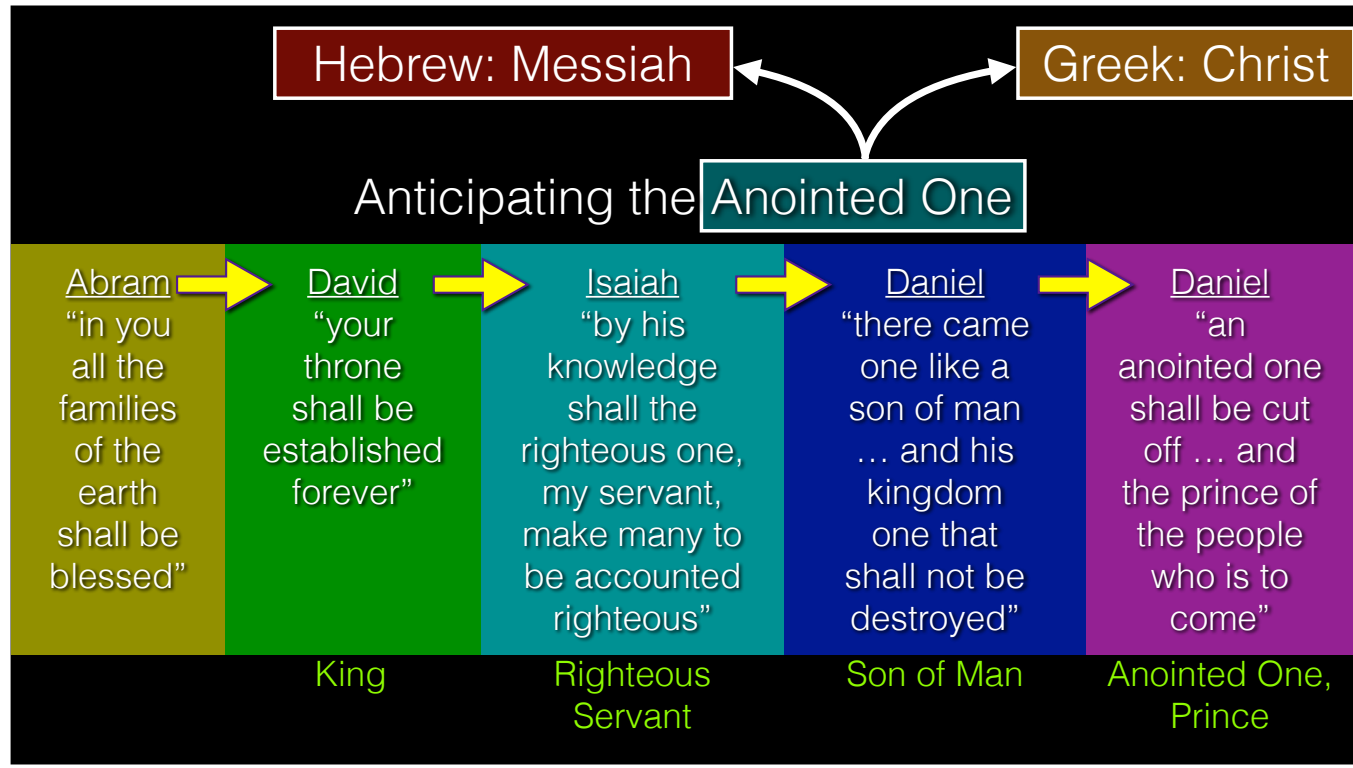 Hebrew: Messiah
Greek: Christ
Anticipating the Anointed One
Abram
“in you
all the
families
of the
earth
shall be
blessed”
David
“your
throne
shall be
established
forever”
King
Isaiah
“by his
knowledge
shall the
righteous one,
my servant,
make many to
be accounted
righteous”
Righteous
Servant
Daniel
“there came
one like a
son of man
… and his
kingdom
one that
shall not be
destroyed”
Son of Man
Daniel
“an
anointed one
shall be cut
off … and
the prince of
the people
who is to
come”
Anointed One,
Prince